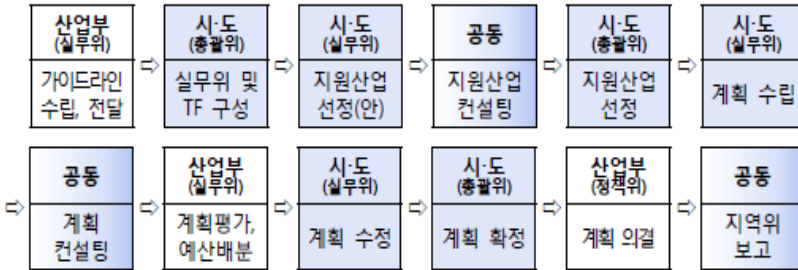 산업부
(실무위)
가이드라인
수립, 전달
⇨
시·도
(총괄위)
실무위 및
TF 구성
⇨
시·도
(실무위)
지원산업
선정(안)
⇨
공동
지원산업
컨설팅
⇨
시·도
(총괄위)
지원산업
선정
⇨
시·도
(실무위)
계획 수립
⇨
공동
계획
컨설팅
⇨
산업부
(실무위)
계획평가,
예산배분
⇨
시·도
(실무위)
계획 수정
⇨
시·도
(총괄위)
계획 확정
⇨
산업부
(정책위)
계획 의결
⇨
공동
지역위
보고